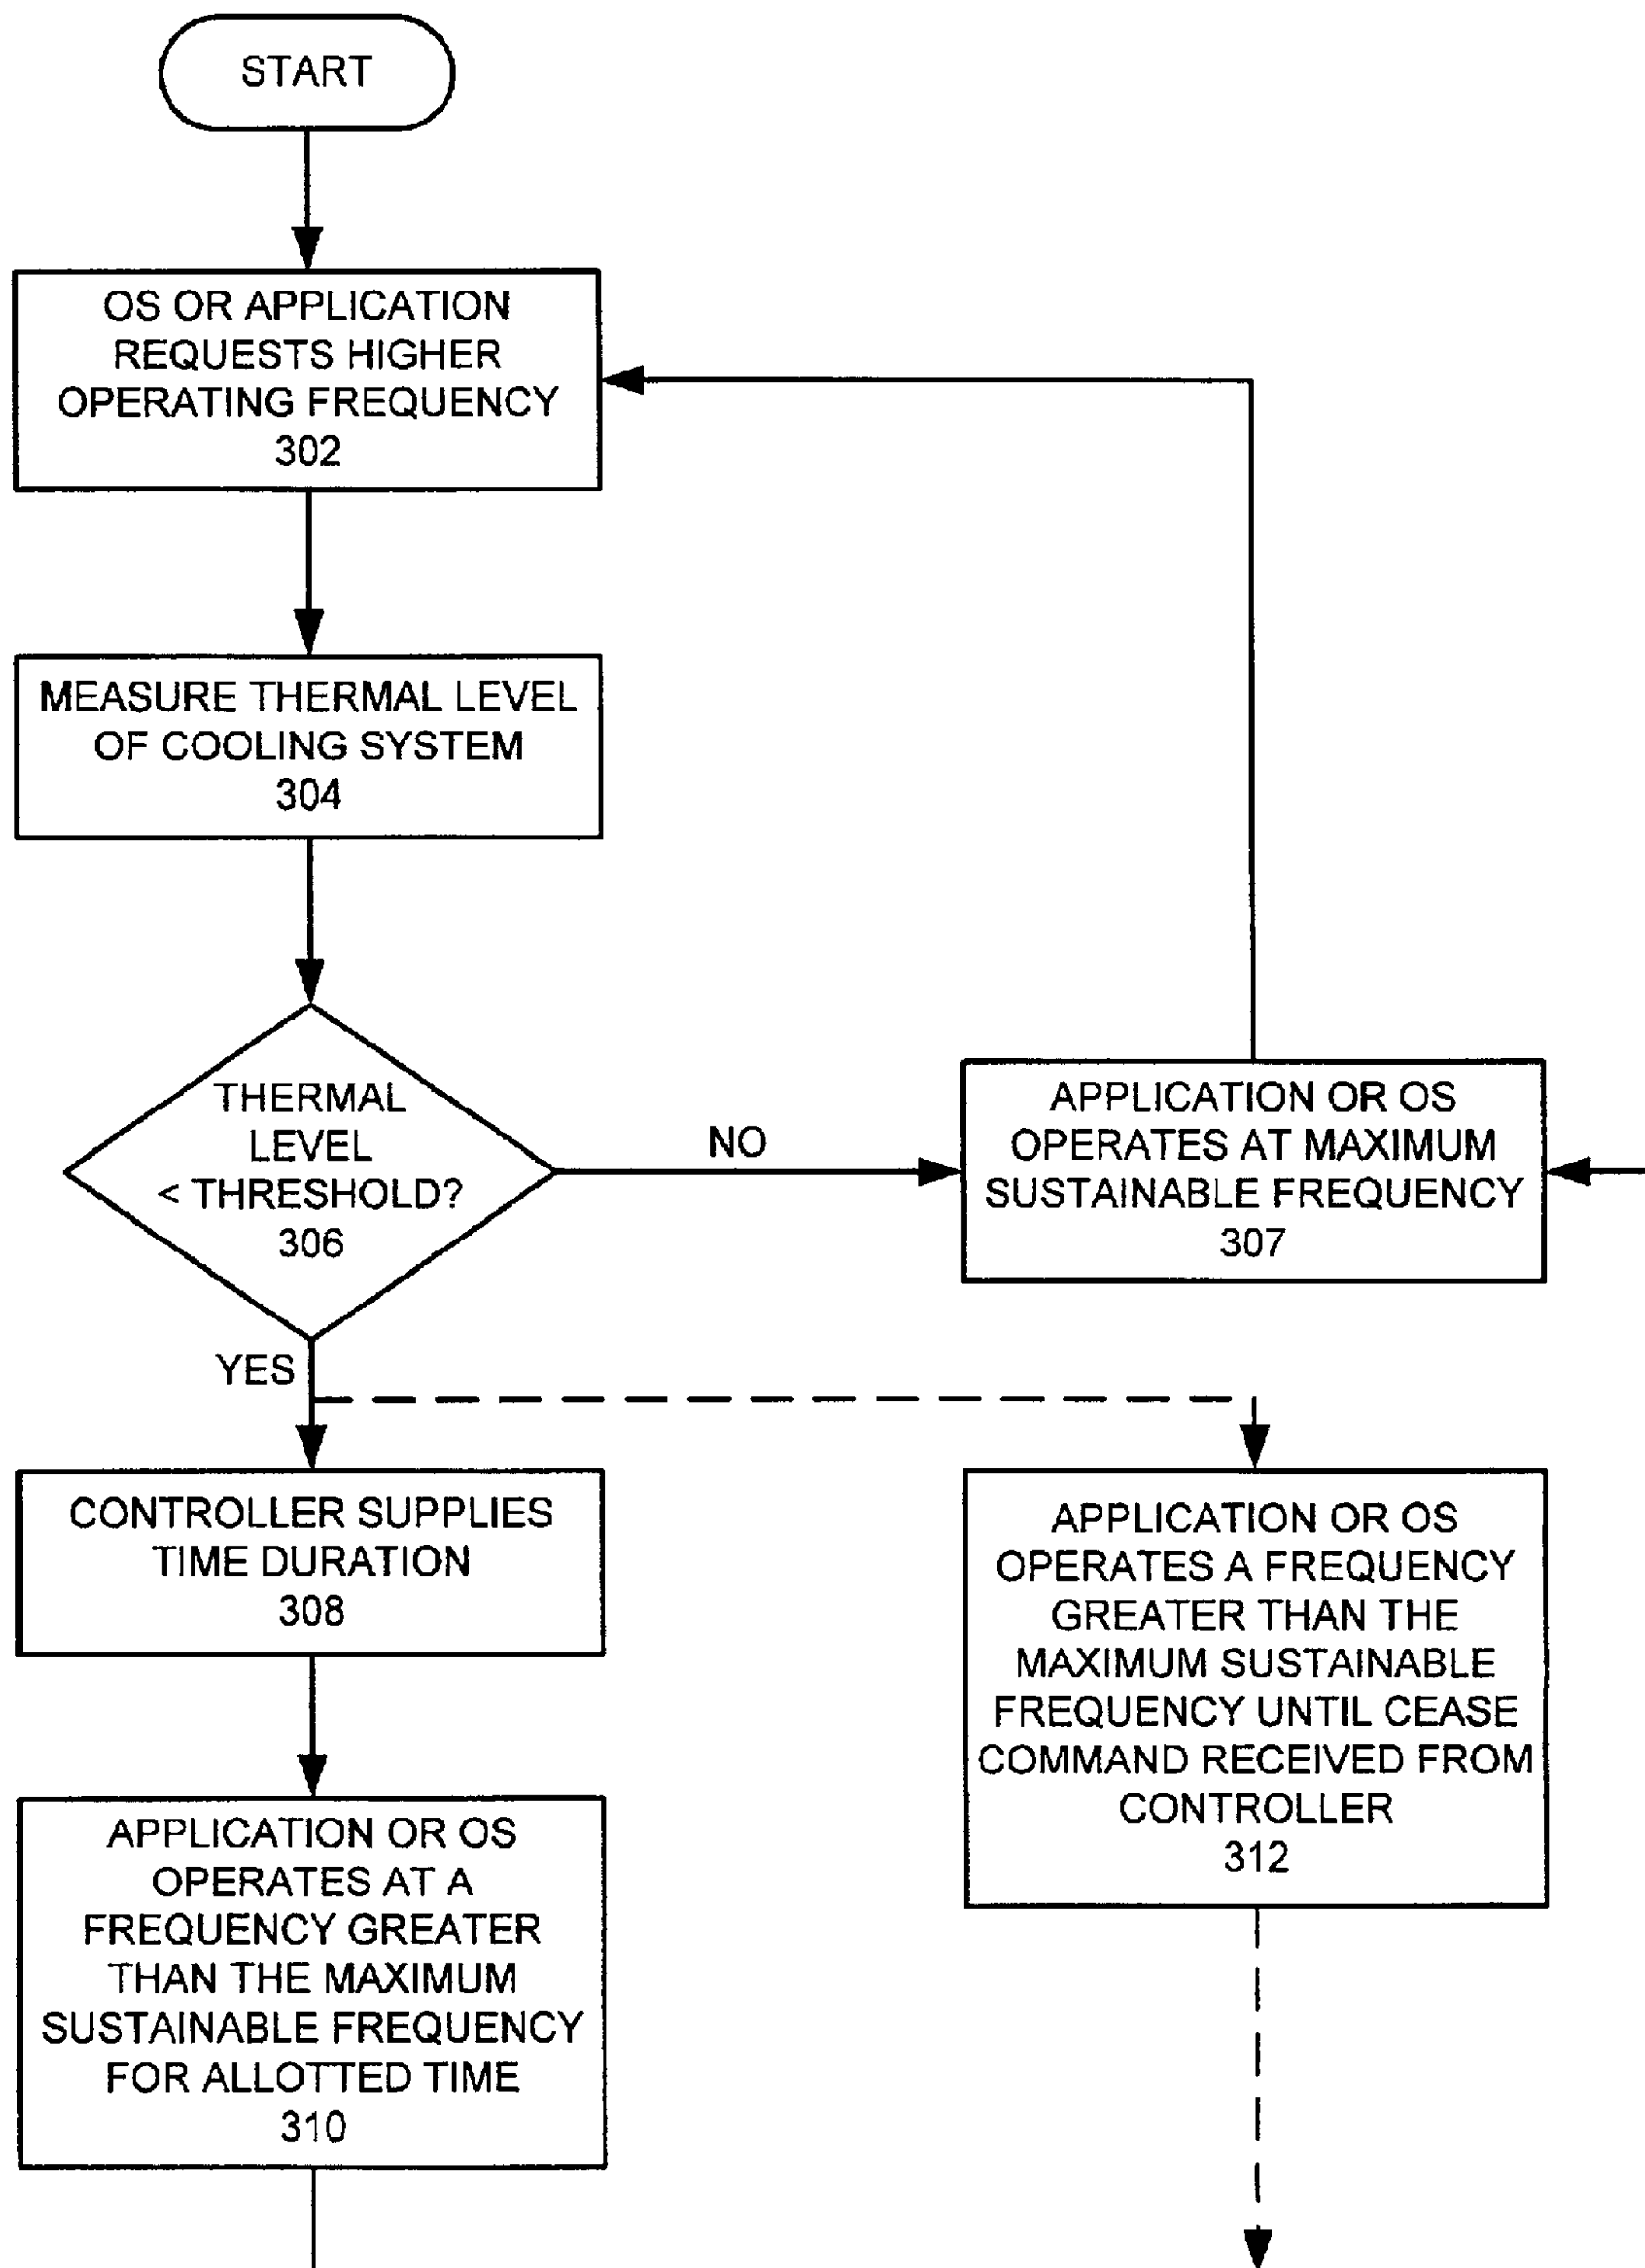 START
OS OR APPLICATION
REQUESTS HIGHER
OPERATING FREQUENCY
302
MEASURE THERMAL LEVEL
OF COOLING SYSTEM
304
THERMAL
LEVEL
< THRESHOLD?
306
NO
APPLICATION OR OS
OPERATES AT MAXIMUM
SUSTAINABLE FREQUENCY
307
YES
CONTROLLER SUPPLIES
TIME DURATION
308
APPLICATION OR OS
OPERATES A FREQUENCY
GREATER THAN THE
MAXIMUM SUSTAINABLE
FREQUENCY UNTIL CEASE
COMMAND RECEIVED FROM
CONTROLLER
312
APPLICATION OR OS
OPERATES AT A
FREQUENCY GREATER
THAN THE MAXIMUM
SUSTAINABLE FREQUENCY
FOR ALLOTTED TIME
310